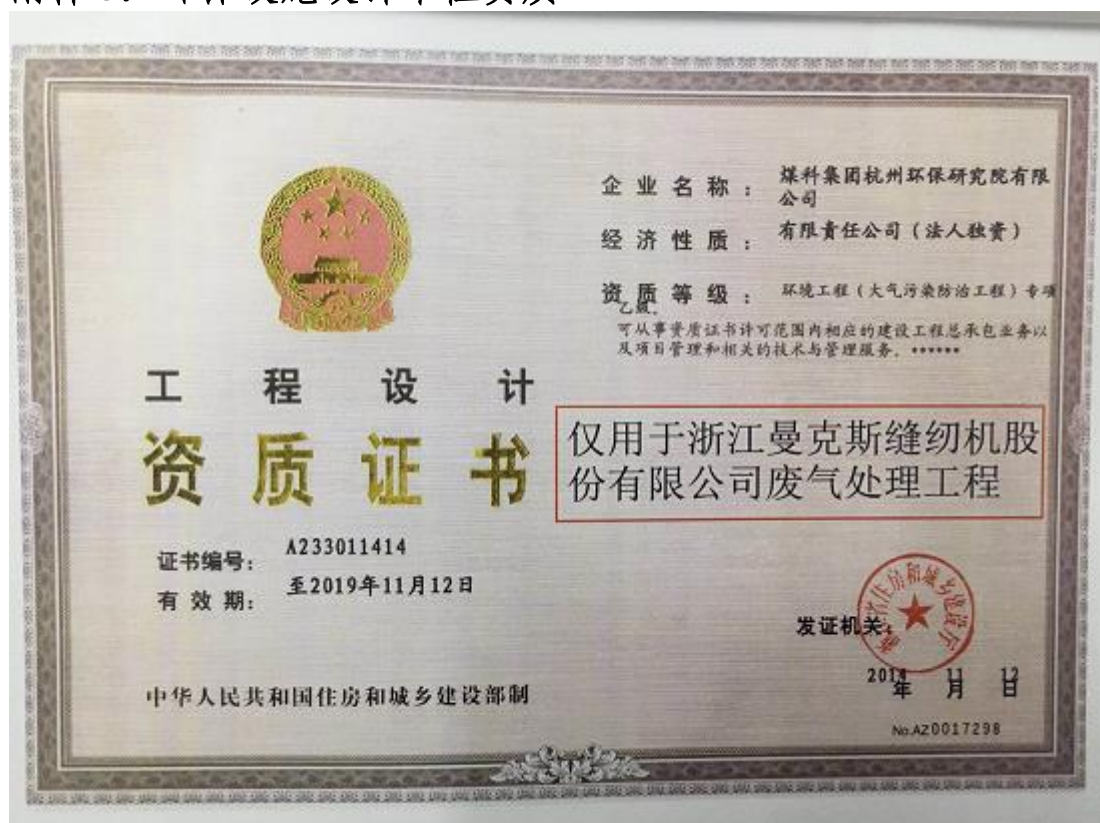 企业名称：煤科集团杭州环保研究院有限
公司
经济性质：有限责任公司（法人独资）
资质等级：环境工程（大气污染防治工程）专项
乙级。
可从事资质证书许可范围内相应的建设工程总承包业务以
及项目管理和相关的技术与管理服务。******
工程设计
资质证书
仅用于浙江曼克斯缝纫机股
份有限公司废气处理工程
证书编号：A233011414
有效期：至2019年11月12日
发证机关：
2014年11月12日
中华人民共和国住房和城乡建设部制
No.AZ0017298